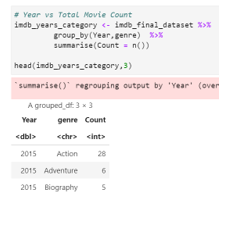 # Year vs Total Movie Count
imdb_years_category <- imdb_final_dataset %>%
group_by(Year,genre) %>%
summarise(Count = n())
head(imdb_years_category,3)
`summarise()` regrouping output by 'Year' (over
A grouped_df: 3 × 3
Year genre Count
<dbl> <chr> <int>
2015 Action 28
2015 Adventure 6
2015 Biography 5